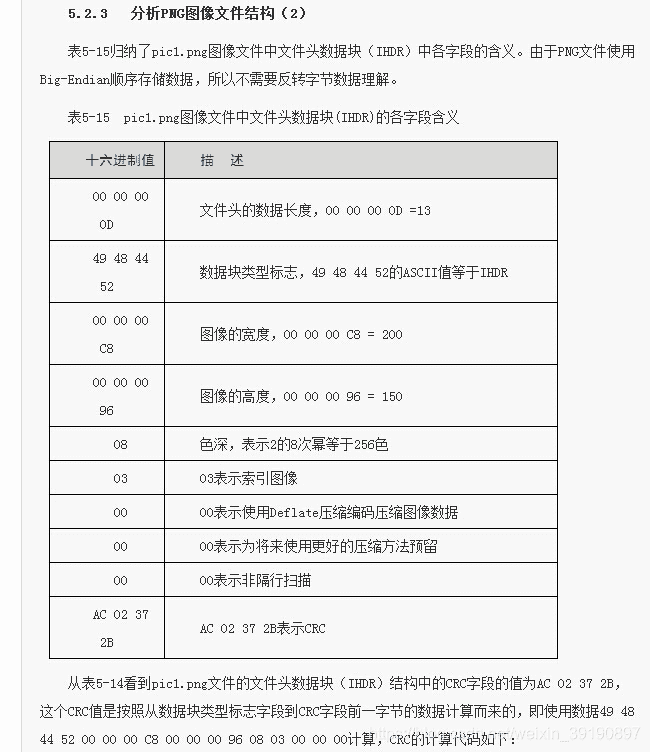 5.2.3 分析PNG图像文件结构（2）
表5-15归纳了pic1.png图像文件中文件头数据块（IHDR）中各字段的含义。由于PNG文件使用
Big-Endian顺序存储数据，所以不需要反转字节数据理解。
表5-15 pic1.png图像文件中文件头数据块(IHDR)的各字段含义
十六进制值 描 述
00 00 00
0D
文件头的数据长度，00 00 00 0D =13
49 48 44
52
数据块类型标志，49 48 44 52的ASCII值等于IHDR
00 00 00
C8
图像的宽度，00 00 00 C8 = 200
00 00 00
96
图像的高度，00 00 00 96 = 150
08 色深，表示2的8次幂等于256色
03 03表示索引图像
00 00表示使用Deflate压缩编码压缩图像数据
00 00表示为将来使用更好的压缩方法预留
00 00表示非隔行扫描
AC 02 37
2B
AC 02 37 2B表示CRC
从表5-14看到pic1.png文件的文件头数据块（IHDR）结构中的CRC字段的值为AC 02 37 2B，
这个CRC值是按照从数据块类型标志字段到CRC字段前一字节的数据计算而来的，即使用数据49 48
44 52 00 00 00 C8 00 00 00 96 08 03 00 00 00计算，CRC的计算代码如下：
https://blog.csdn.net/weixin_39190897